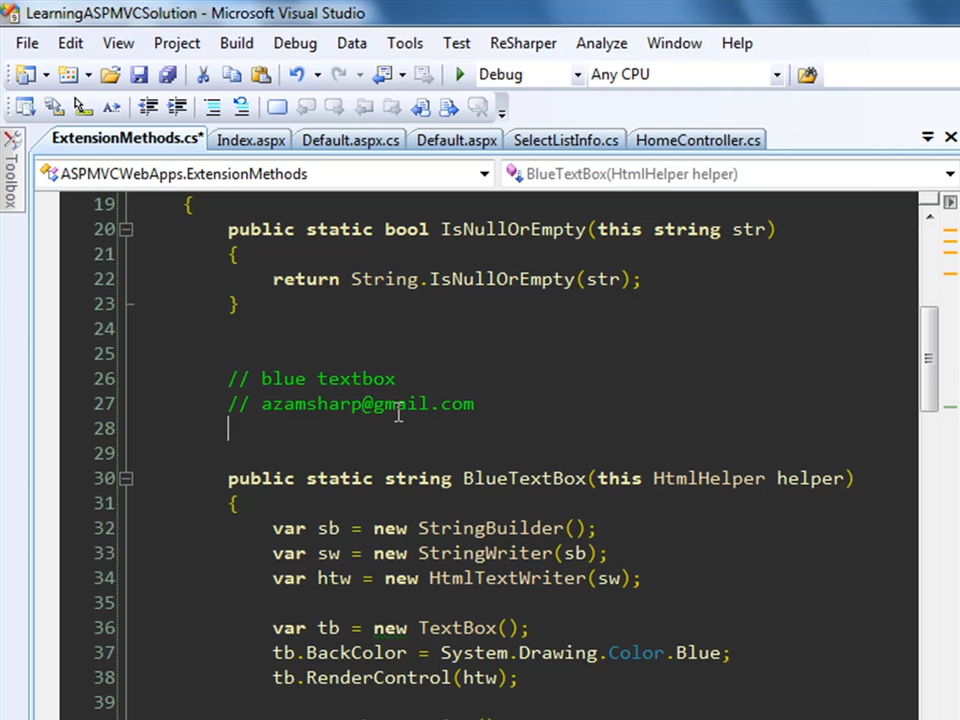 LearningASPMVCSolution - Microsoft Visual Studio
File Edit View Project Build Debug Data Tools Test ReSharper Analyze Window Help
Debug Any CPU
Toolbox
ExtensionMethods.cs* Index.aspx Default.aspx.cs Default.aspx SelectListInfo.cs HomeController.cs
ASPMVCWebApps.ExtensionMethods BlueTextBox(HtmlHelper helper)
19 {
20 public static bool IsNullOrEmpty(this string str)
21 {
22 return String.IsNullOrEmpty(str);
23 }
24
25
26 // blue textbox
27 // azamsharp@gmail.com
28
29
30 public static string BlueTextBox(this HtmlHelper helper)
31 {
32 var sb = new StringBuilder();
33 var sw = new StringWriter(sb);
34 var htw = new HtmlTextWriter(sw);
35
36 var tb = new TextBox();
37 tb.BackColor = System.Drawing.Color.Blue;
38 tb.RenderControl(htw);
39